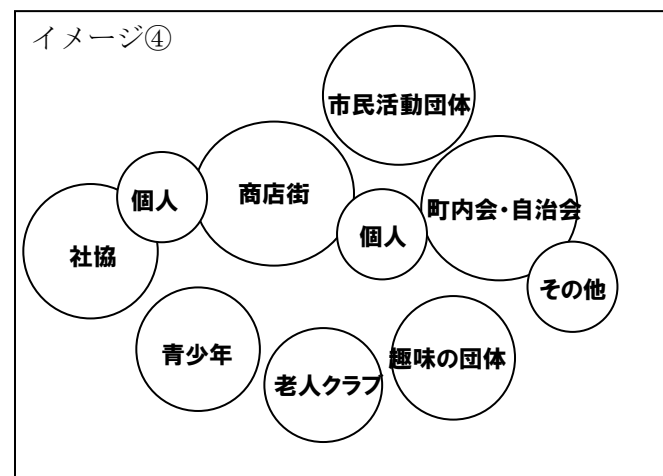 イメージ④
市民活動団体
個人
商店街
町内会・自治会
個人
社協
その他
青少年
趣味の団体
老人クラブ